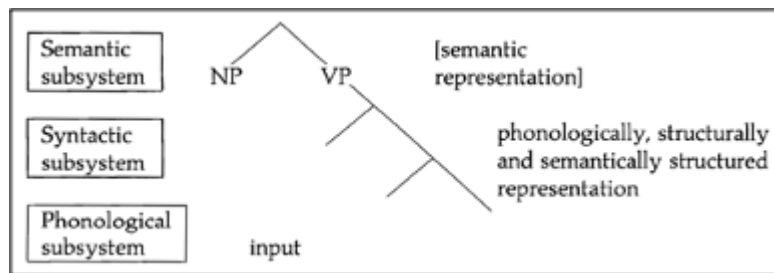 Semantic
subsystem
NP
VP
[semantic
representation]
Syntactic
subsystem
phonologically, structurally
and semantically structured
representation
Phonological
subsystem
input